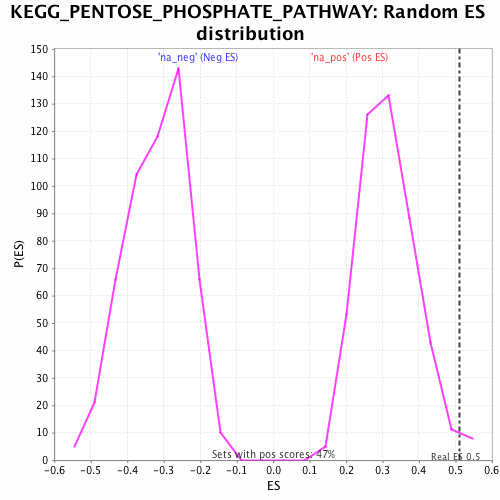 KEGG_PENTOSE_PHOSPHATE_PATHWAY: Random ES
distribution
'na_neg' (Neg ES)
'na_pos' (Pos ES)
150
140
130
120
110
100
90
80
70
60
50
40
30
20
10
0
P(ES)
Sets with pos scores: 47%
Real ES 0.5
-0.6 -0.5 -0.4 -0.3 -0.2 -0.1 0.0 0.1 0.2 0.3 0.4 0.5 0.6
ES